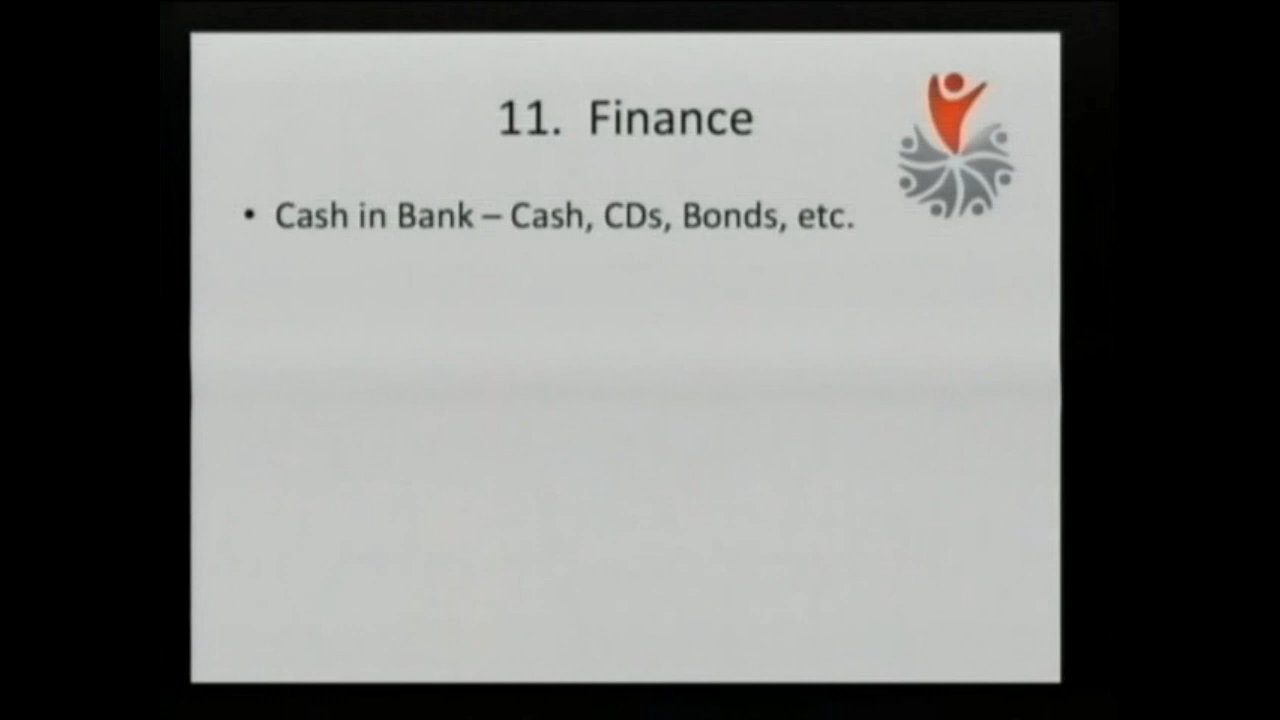 11. Finance
• Cash in Bank – Cash, CDs, Bonds, etc.